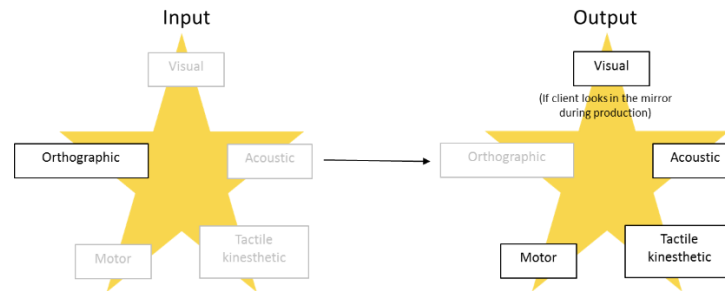 Input
Output
Visual
Visual
(If client looks in the mirror
during production)
Orthographic
Acoustic
Orthographic
Acoustic
Motor
Tactile
kinesthetic
Motor
Tactile
kinesthetic